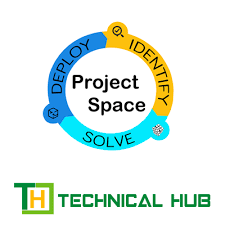 DEPLOY
IDENTIFY
SOLVE
Project
Space
TH TECHNICAL HUB